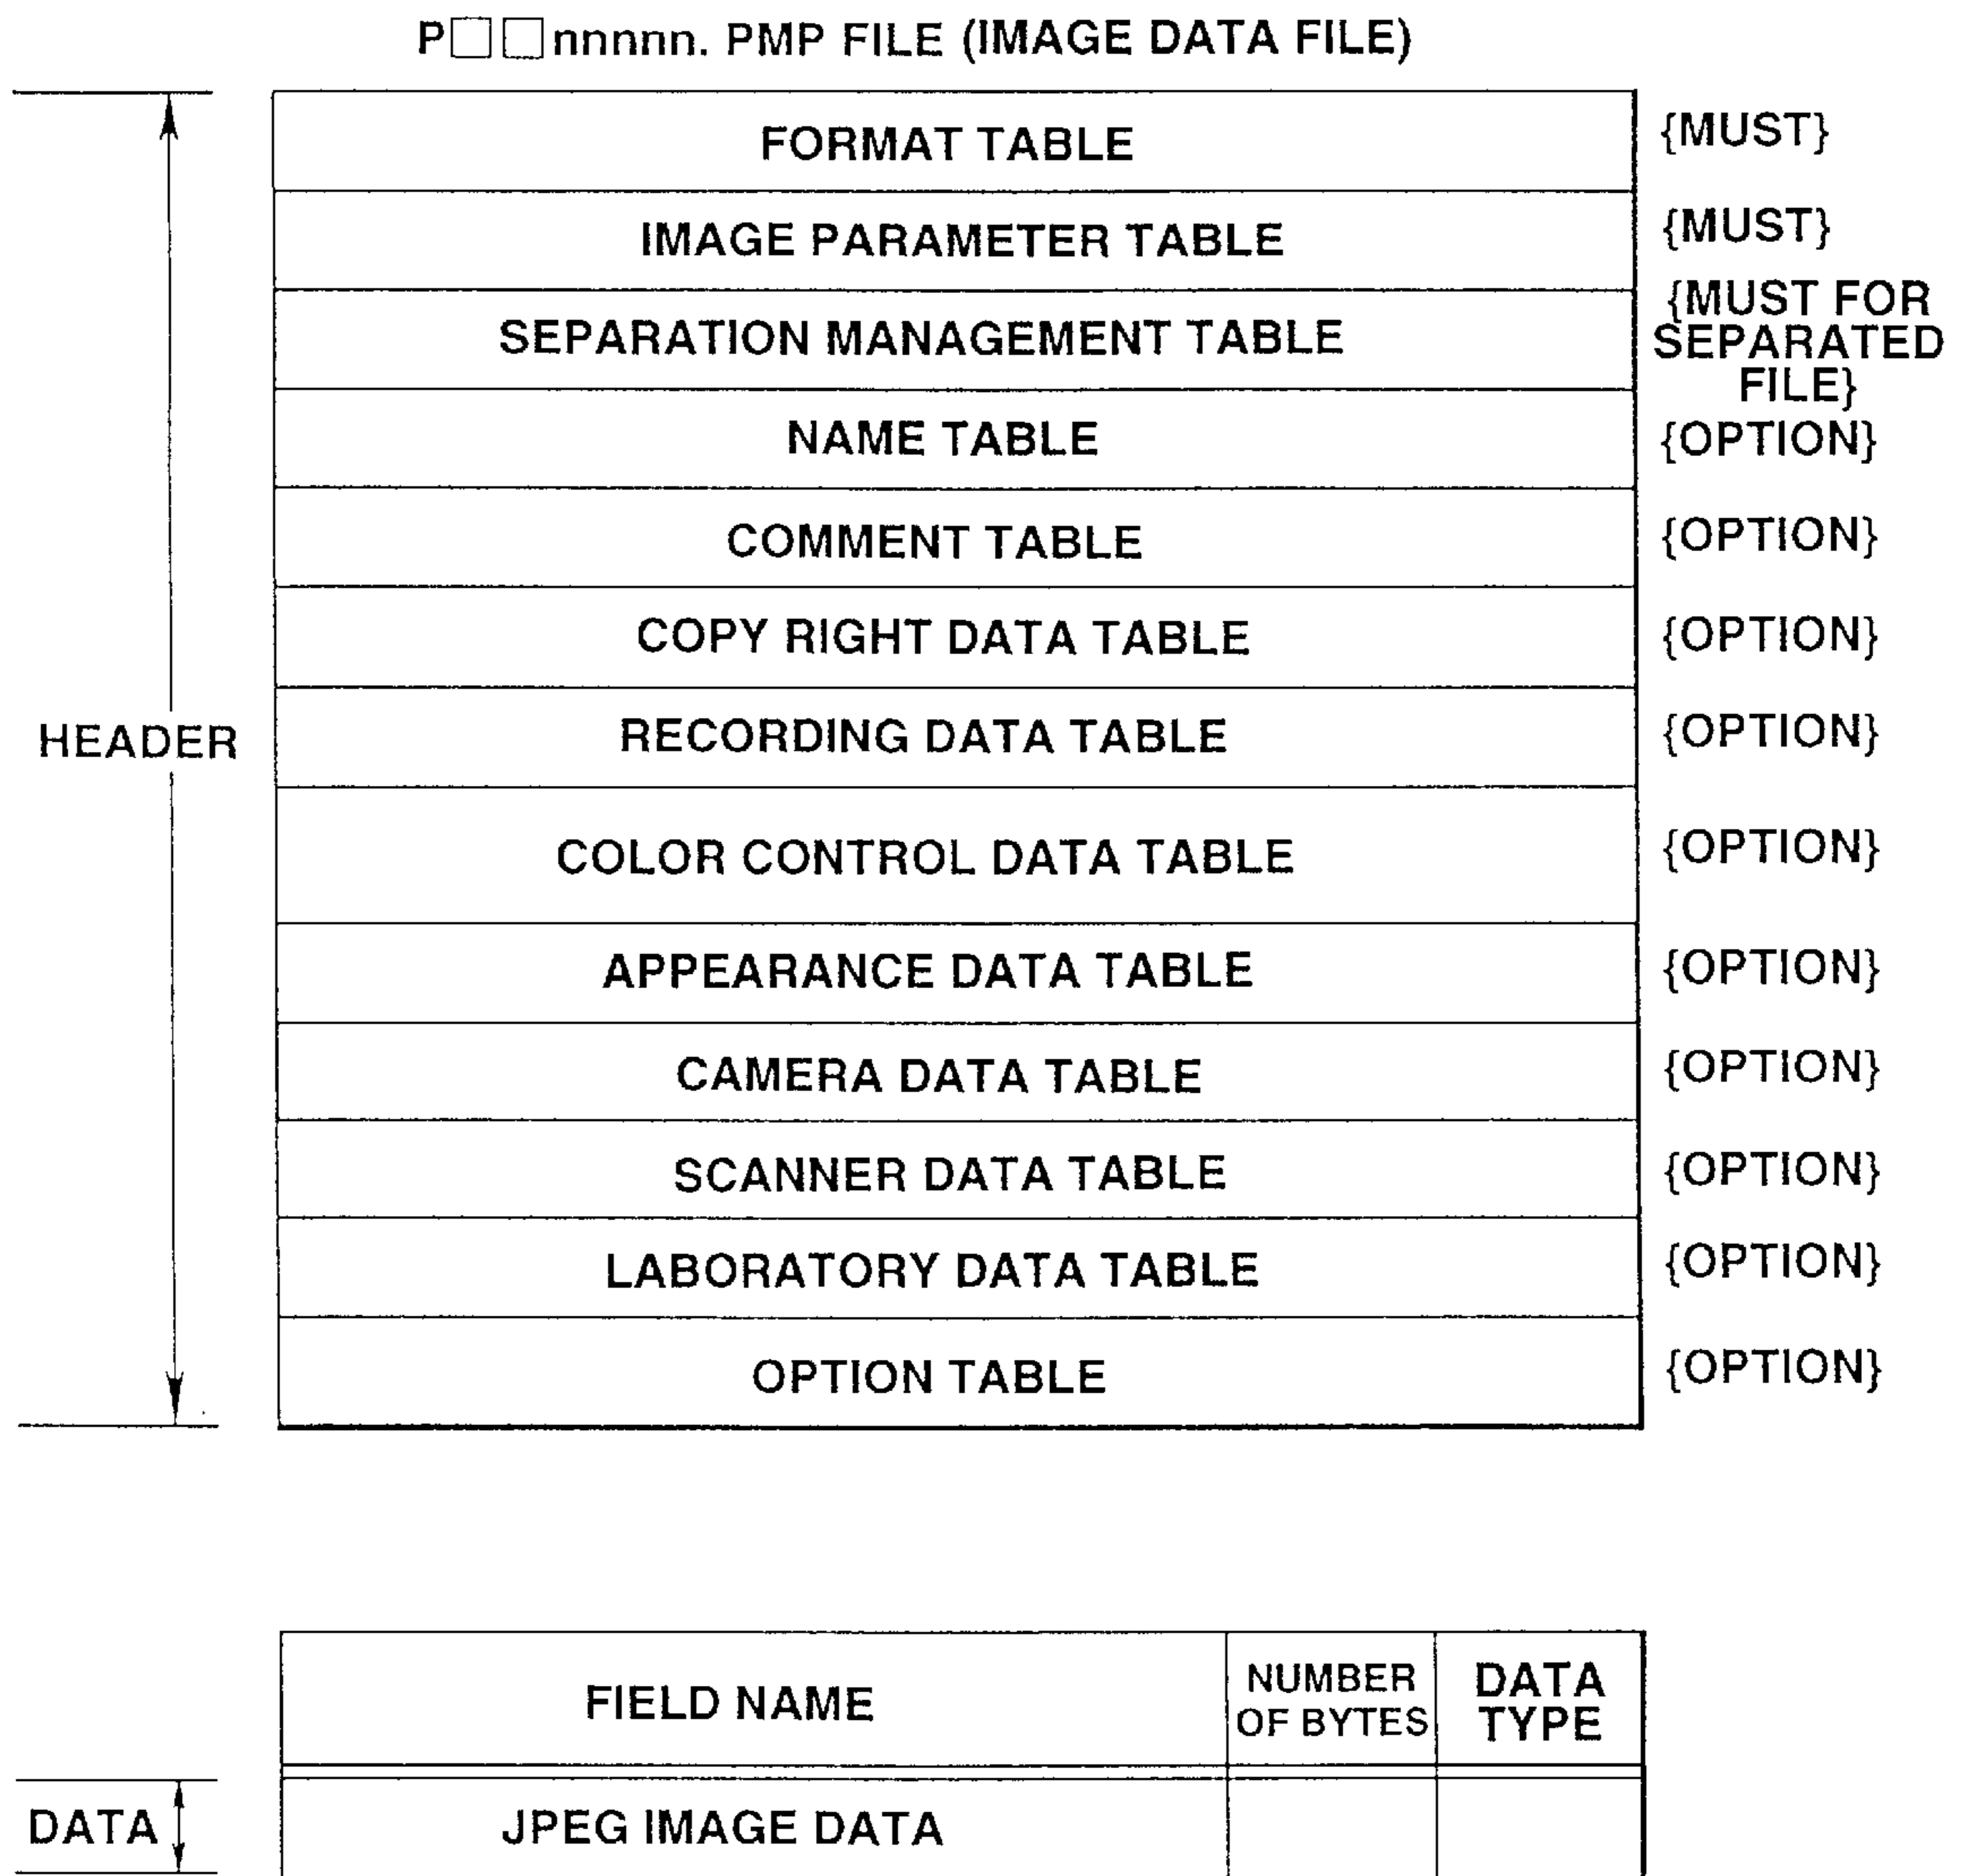 P□□nnnnn. PMP FILE (IMAGE DATA FILE)
FORMAT TABLE {MUST}
IMAGE PARAMETER TABLE {MUST}
SEPARATION MANAGEMENT TABLE {MUST FOR
SEPARATED
FILE}
NAME TABLE {OPTION}
COMMENT TABLE {OPTION}
COPY RIGHT DATA TABLE {OPTION}
HEADER
RECORDING DATA TABLE {OPTION}
COLOR CONTROL DATA TABLE {OPTION}
APPEARANCE DATA TABLE {OPTION}
CAMERA DATA TABLE {OPTION}
SCANNER DATA TABLE {OPTION}
LABORATORY DATA TABLE {OPTION}
OPTION TABLE {OPTION}
FIELD NAME
NUMBER
OF BYTES
DATA
TYPE
DATA
JPEG IMAGE DATA